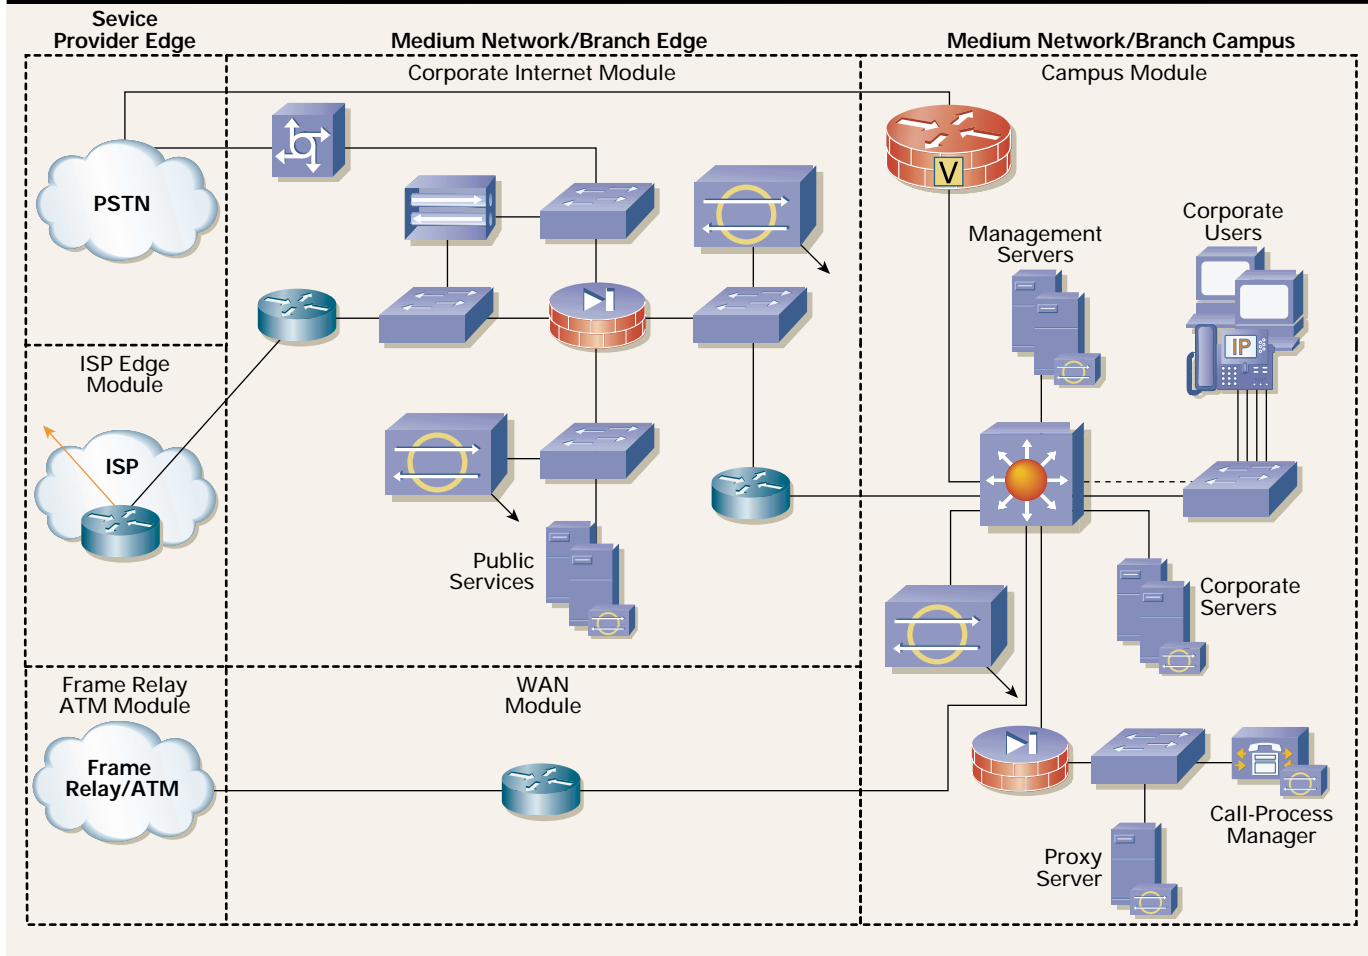 Sevice
Provider Edge
Medium Network/Branch Edge
Medium Network/Branch Campus
Corporate Internet Module
Campus Module
PSTN
V
Management
Servers
Corporate
Users
IP
ISP Edge
Module
ISP
Public
Services
Corporate
Servers
Frame Relay
ATM Module
WAN
Module
Frame
Relay/ATM
Call-Process
Manager
Proxy
Server